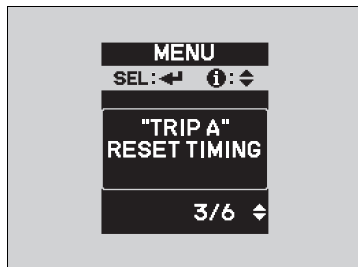 MENU
SEL: :
"TRIP A"
RESET TIMING
3/6